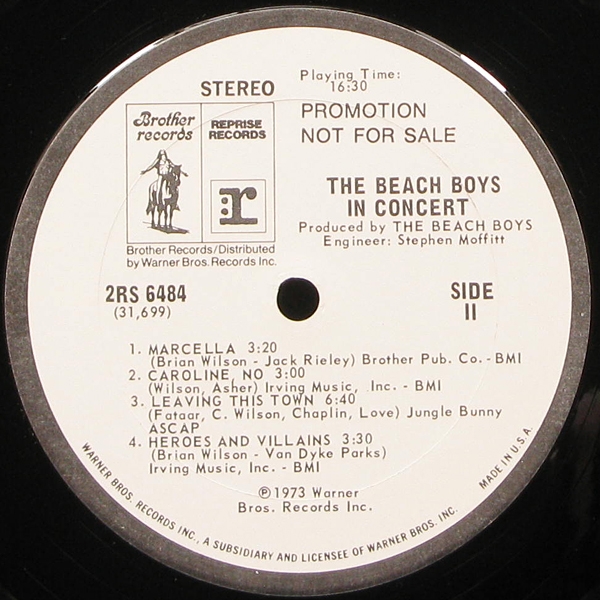 STEREO
Playing Time:
16:30
PROMOTION
NOT FOR SALE
Brother
records
REPRISE
RECORDS
:r
THE BEACH BOYS
IN CONCERT
Produced by THE BEACH BOYS
Engineer: Stephen Moffitt
Brother Records/Distributed
by Warner Bros. Records Inc.
2RS 6484
(31,699)
SIDE
II
1. MARCELLA 3:20
(Brian Wilson - Jack Rieley) Brother Pub. Co. - BMI
2. CAROLINE, NO 3:00
(Wilson, Asher) Irving Music, Inc. - BMI
3. LEAVING THIS TOWN 6:40
(Fataar, C. Wilson, Chaplin, Love) Jungle Bunny
ASCAP
4. HEROES AND VILLAINS 3:30
(Brian Wilson - Van Dyke Parks)
Irving Music, Inc. - BMI
℗1973 Warner
Bros. Records Inc.
WARNER BROS. RECORDS INC., A SUBSIDIARY AND LICENSEE OF WARNER BROS. INC.
MADE IN U.S.A.